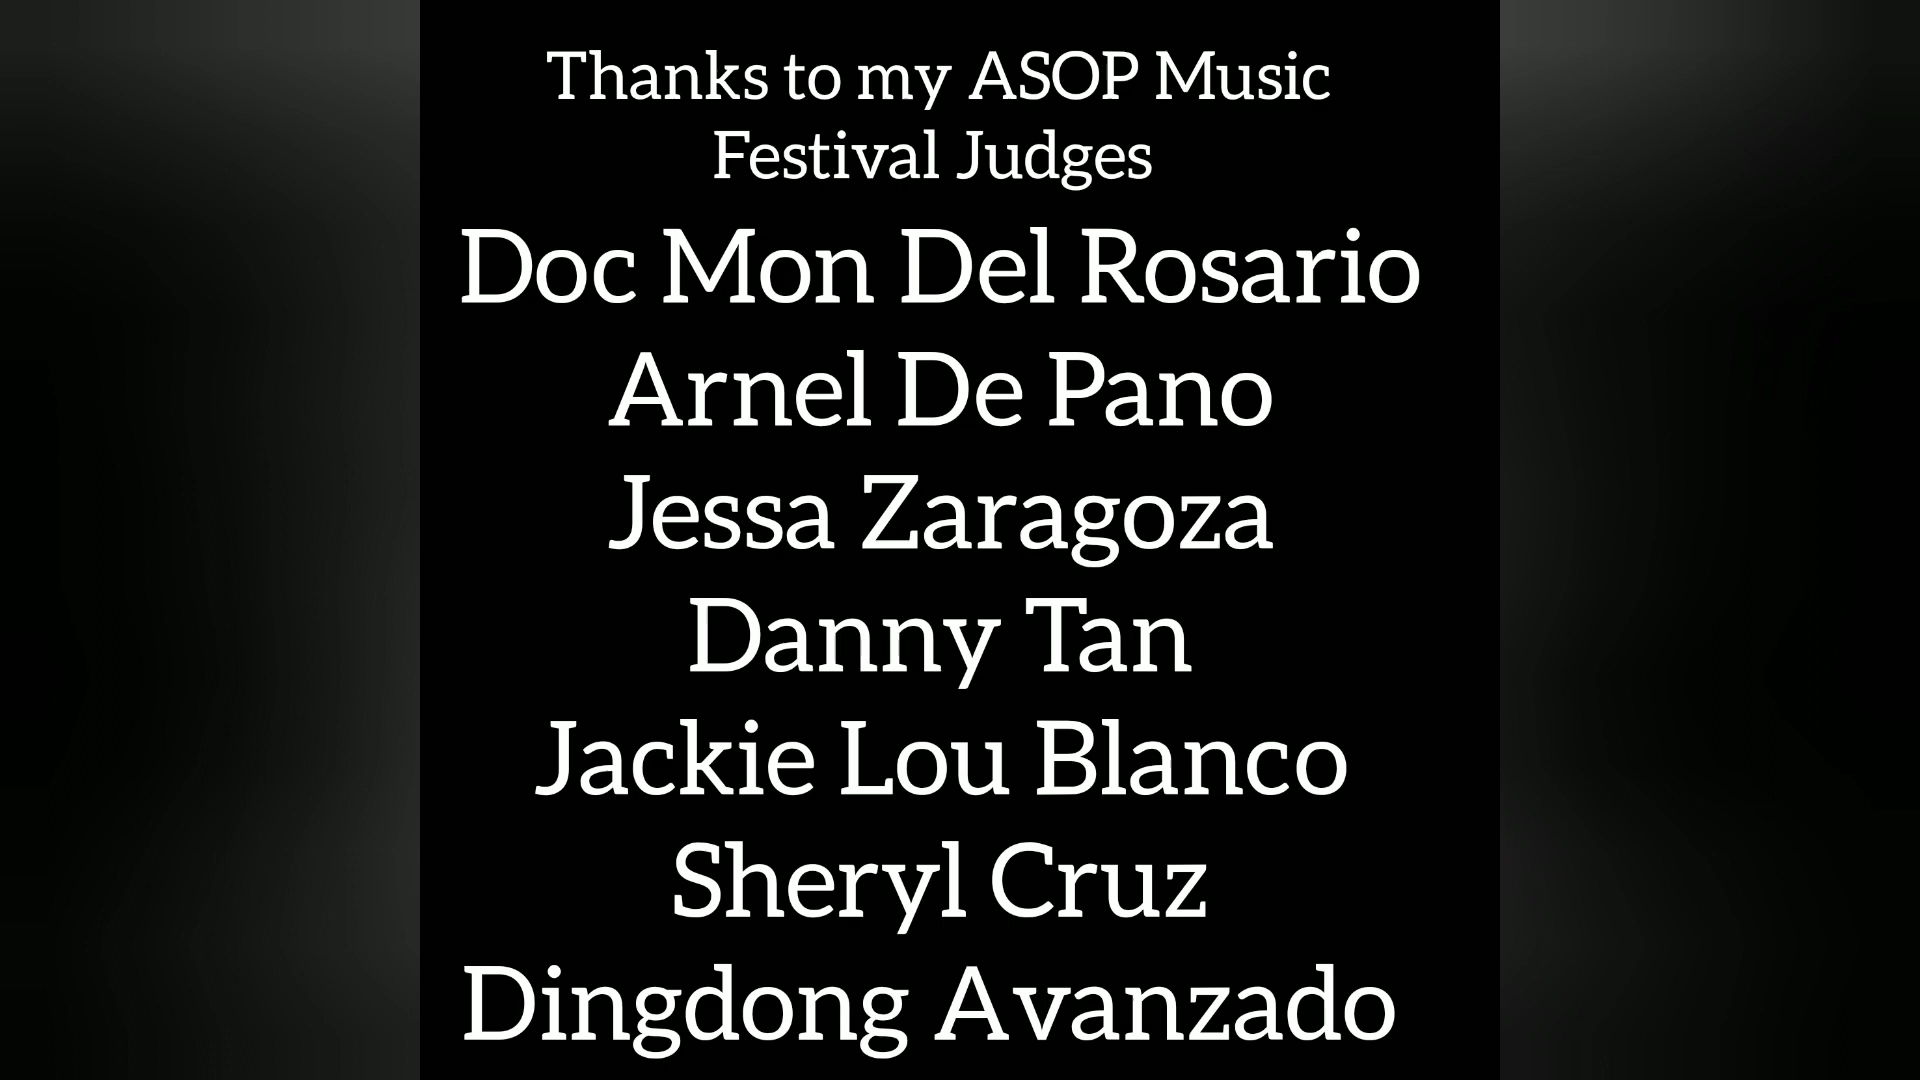 Thanks to my ASOP Music
Festival Judges
Doc Mon Del Rosario
Arnel De Pano
Jessa Zaragoza
Danny Tan
Jackie Lou Blanco
Sheryl Cruz
Dingdong Avanzado